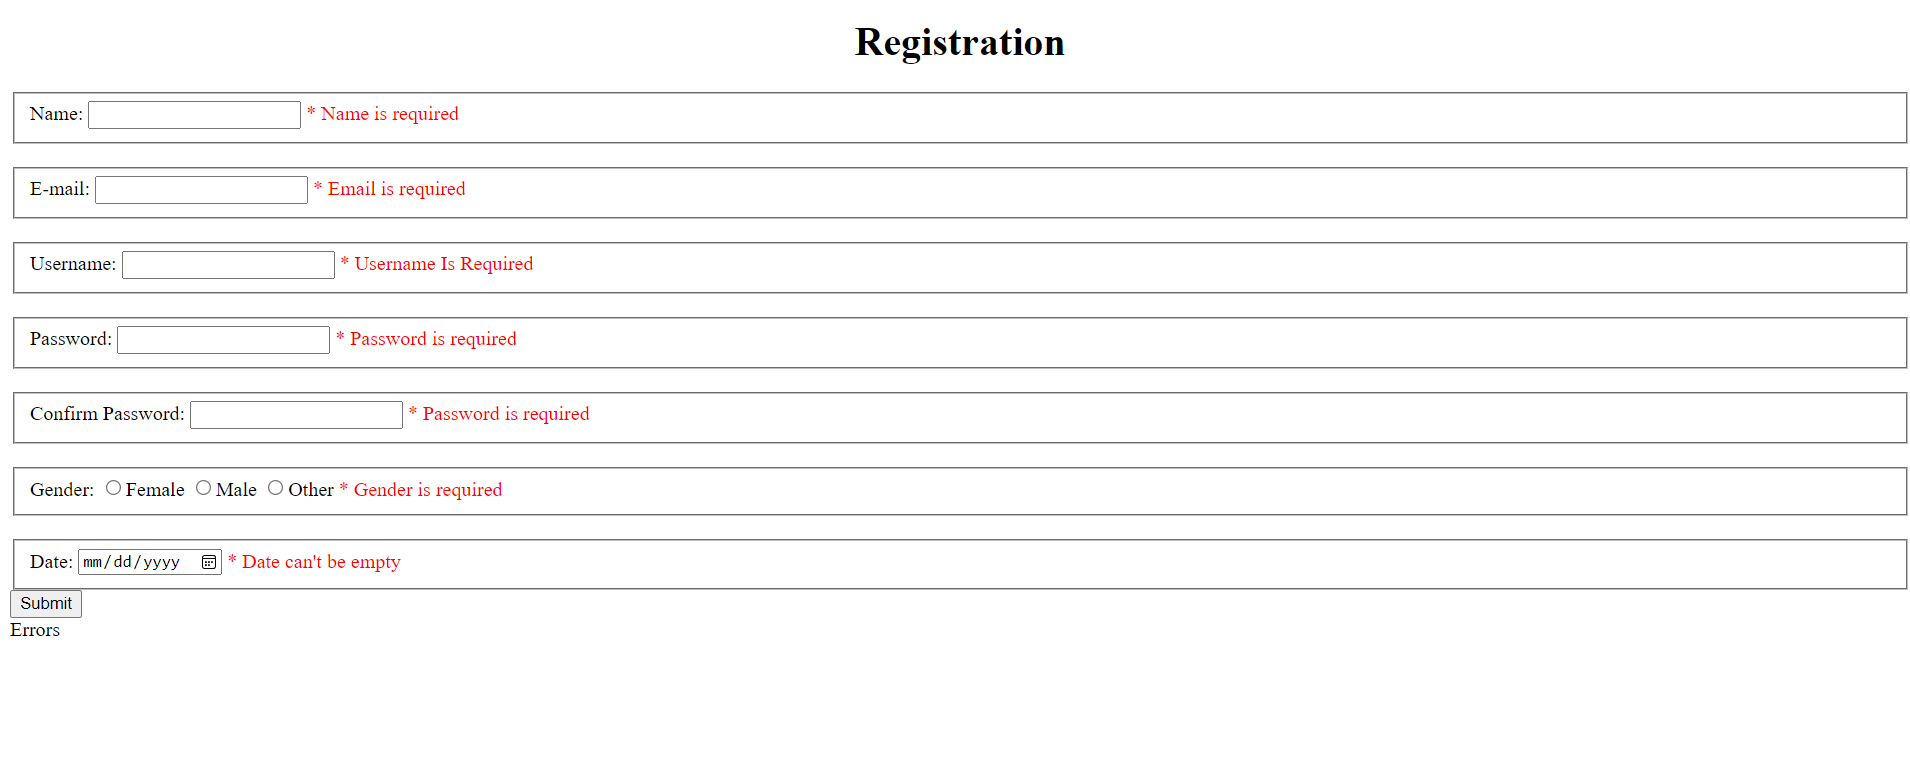 Registration
Name: * Name is required
E-mail: * Email is required
Username: * Username Is Required
Password: * Password is required
Confirm Password: * Password is required
Gender: Female Male Other * Gender is required
Date: mm/dd/yyyy * Date can't be empty
Submit
Errors